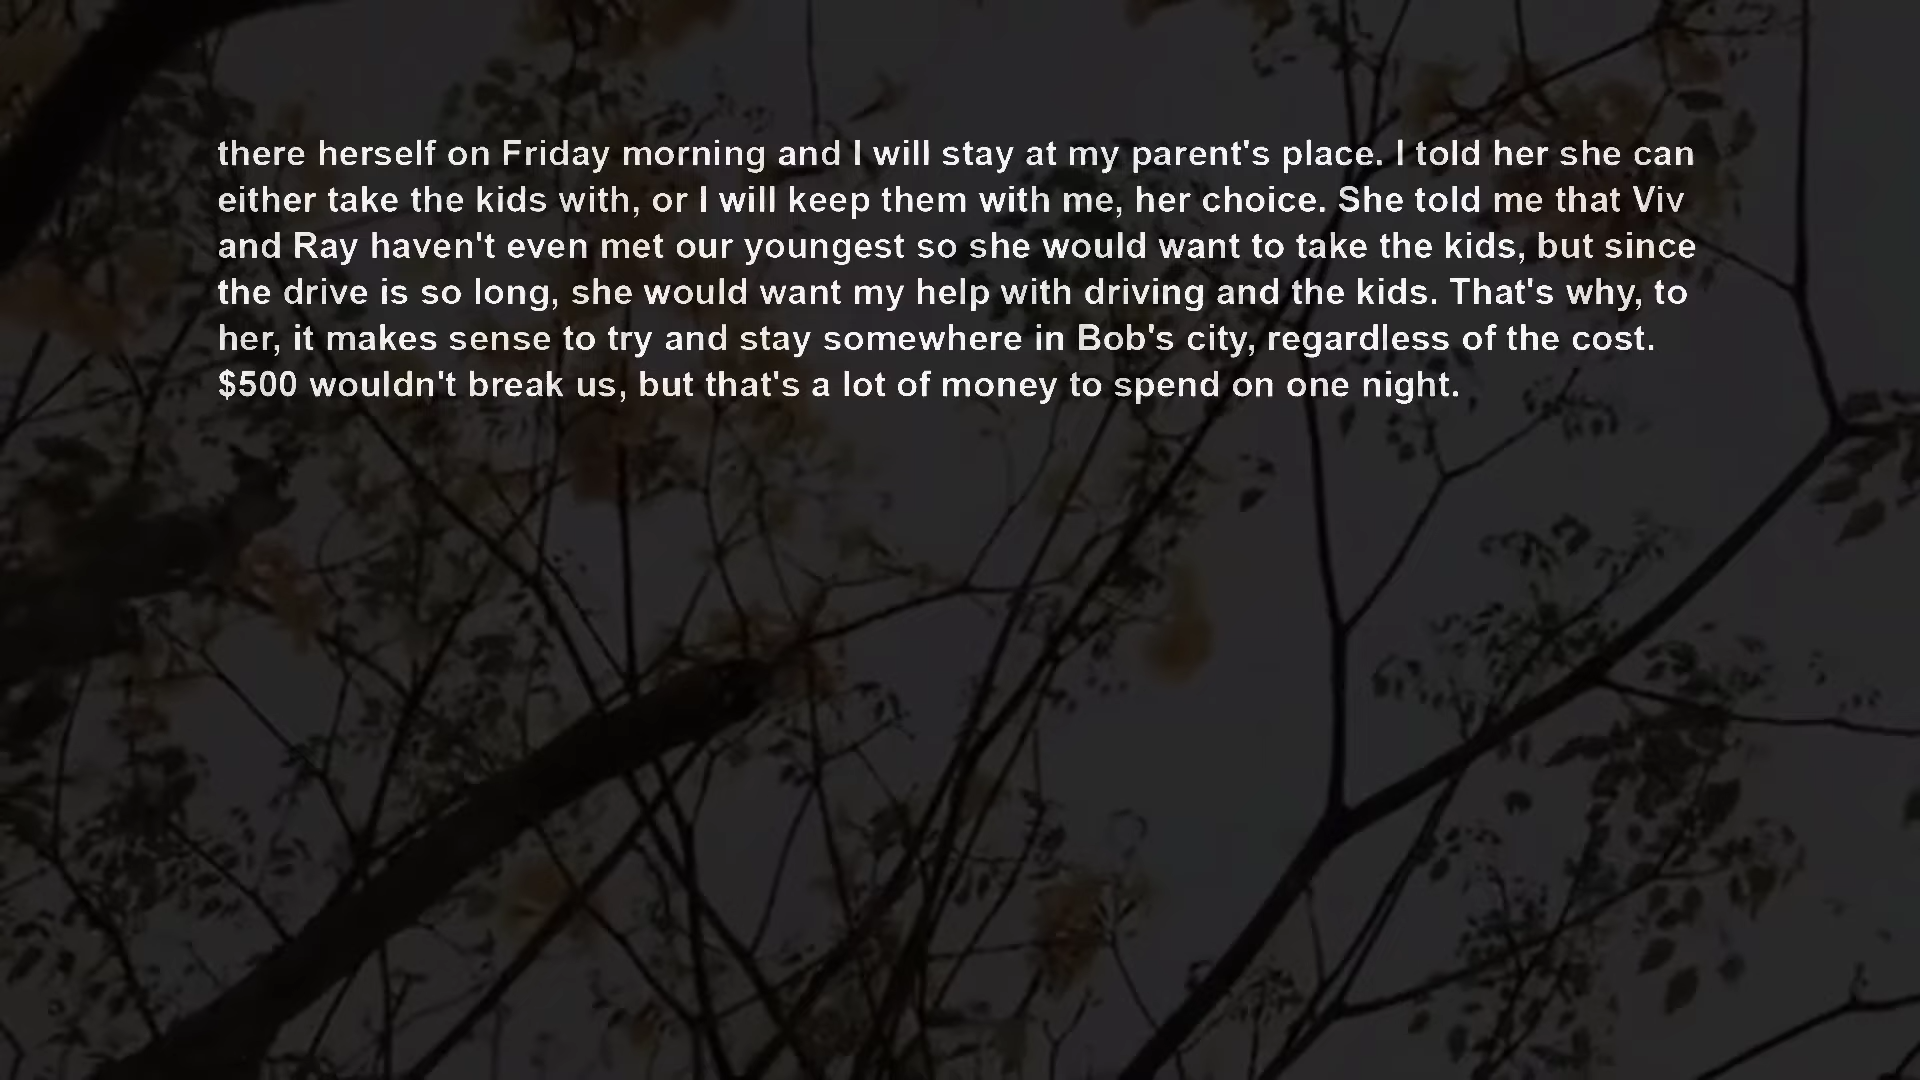 there herself on Friday morning and I will stay at my parent's place. I told her she can
either take the kids with, or I will keep them with me, her choice. She told me that Viv
and Ray haven't even met our youngest so she would want to take the kids, but since
the drive is so long, she would want my help with driving and the kids. That's why, to
her, it makes sense to try and stay somewhere in Bob's city, regardless of the cost.
$500 wouldn't break us, but that's a lot of money to spend on one night.